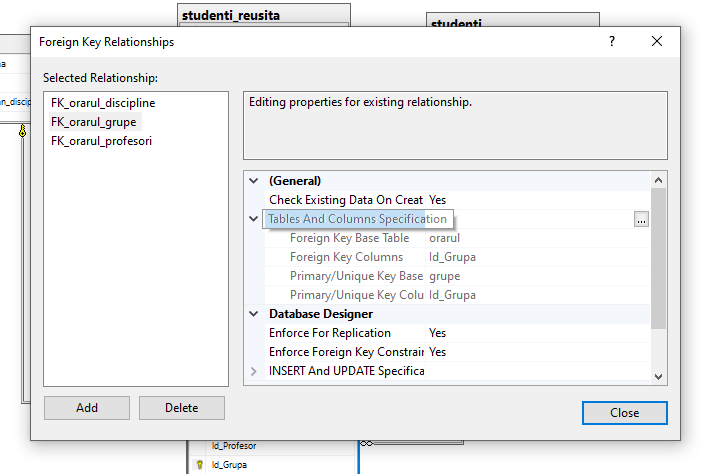 studenti_reusita
studenti
Foreign Key Relationships
?
Selected Relationship:
FK_orarul_discipline
FK_orarul_grupe
FK_orarul_profesori
Editing properties for existing relationship.
(General)
Check Existing Data On Creat Yes
Tables And Columns Specification
...
Foreign Key Base Table orarul
Foreign Key Columns Id_Grupa
Primary/Unique Key Base grupe
Primary/Unique Key Colu Id_Grupa
Database Designer
Enforce For Replication Yes
Enforce Foreign Key Constrain Yes
INSERT And UPDATE Specifica
Add
Delete
Close
Id_Profesor
Id_Grupa